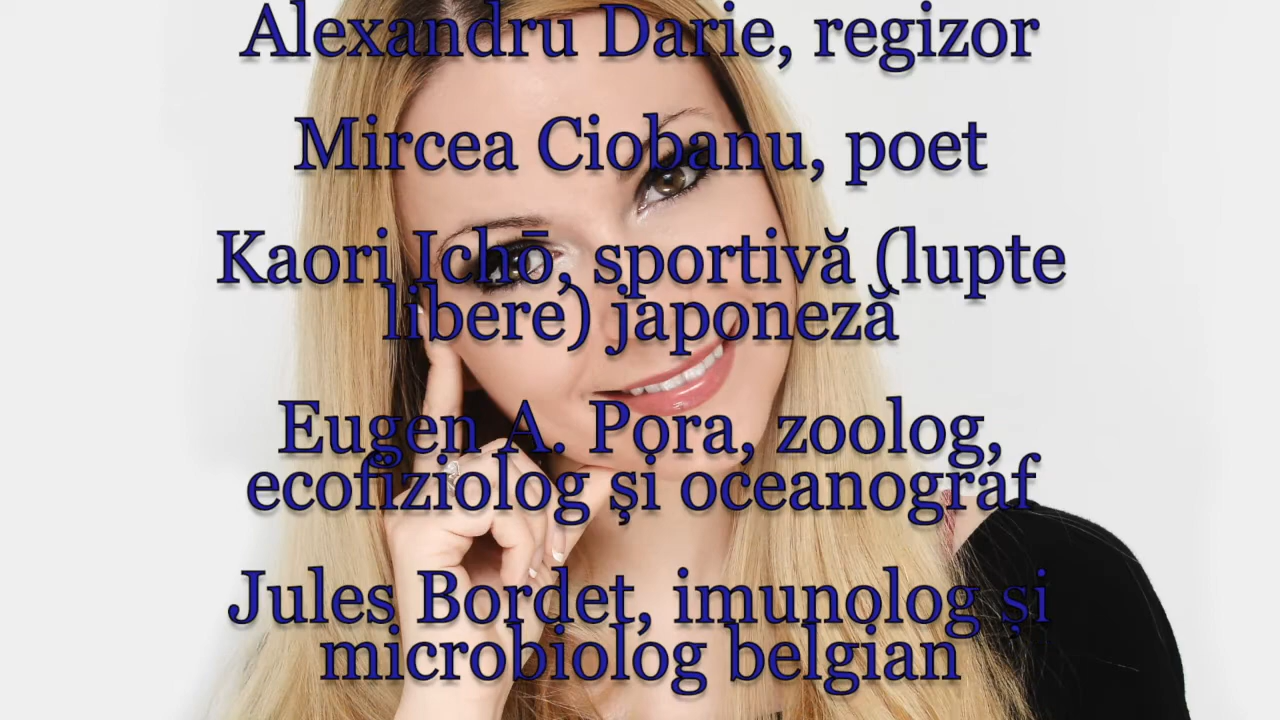 Alexandru Darie, regizor
Mircea Ciobanu, poet
Kaori Ichō, sportivă (lupte
libere) japoneză
Eugen A. Pora, zoolog,
ecofiziolog și oceanograf
Jules Bordet, imunolog și
microbiolog belgian